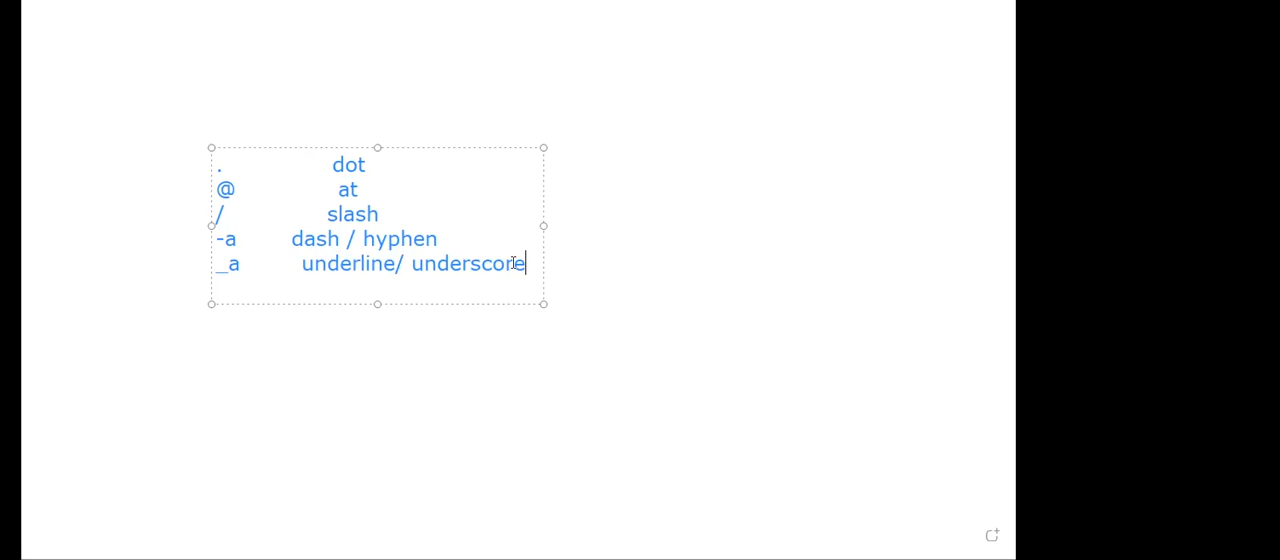 . dot
@ at
/ slash
-a dash / hyphen
_a underline/ underscore